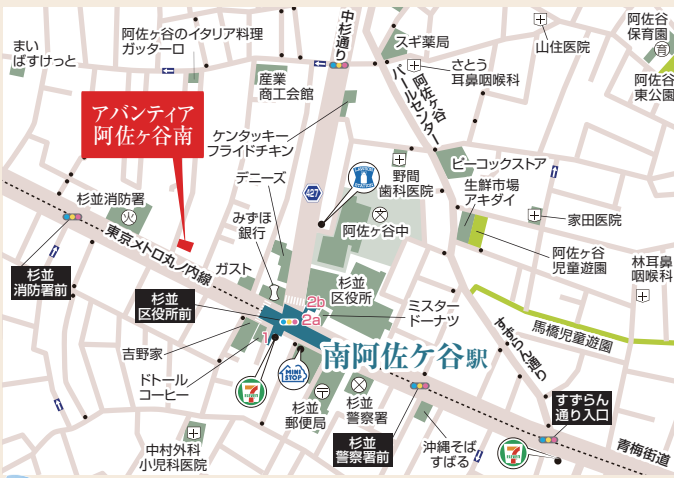 まい
ばすけっと
阿佐ヶ谷のイタリア料理
ガッターロ
中杉通り
スギ薬局
山住医院
阿佐谷
保育園
育
さとう
耳鼻咽喉科
阿佐谷
東公園
産業
商工会館
アバンティア
阿佐ヶ谷南
阿佐ヶ谷
パールセンター
ケンタッキー
フライドチキン
ピーコックストア
デニーズ
427
LAWSON
野間
歯科医院
生鮮市場
アキダイ
杉並消防署
火
みずほ
銀行
文
阿佐ヶ谷中
家田医院
東京メトロ丸ノ内線
阿佐ヶ谷
児童遊園
林耳鼻
咽喉科
杉並
消防署前
ガスト
杉並
区役所
杉並
区役所前
2b
2a
ミスター
ドーナツ
馬橋児童遊園
1
吉野家
南阿佐ケ谷駅
すずらん通り
ドトール
コーヒー
7
MINI
STOP
杉並
郵便局
杉並
警察署
すずらん
通り入口
中村外科
小児科医院
杉並
警察署前
沖縄そば
すばる
7
青梅街道